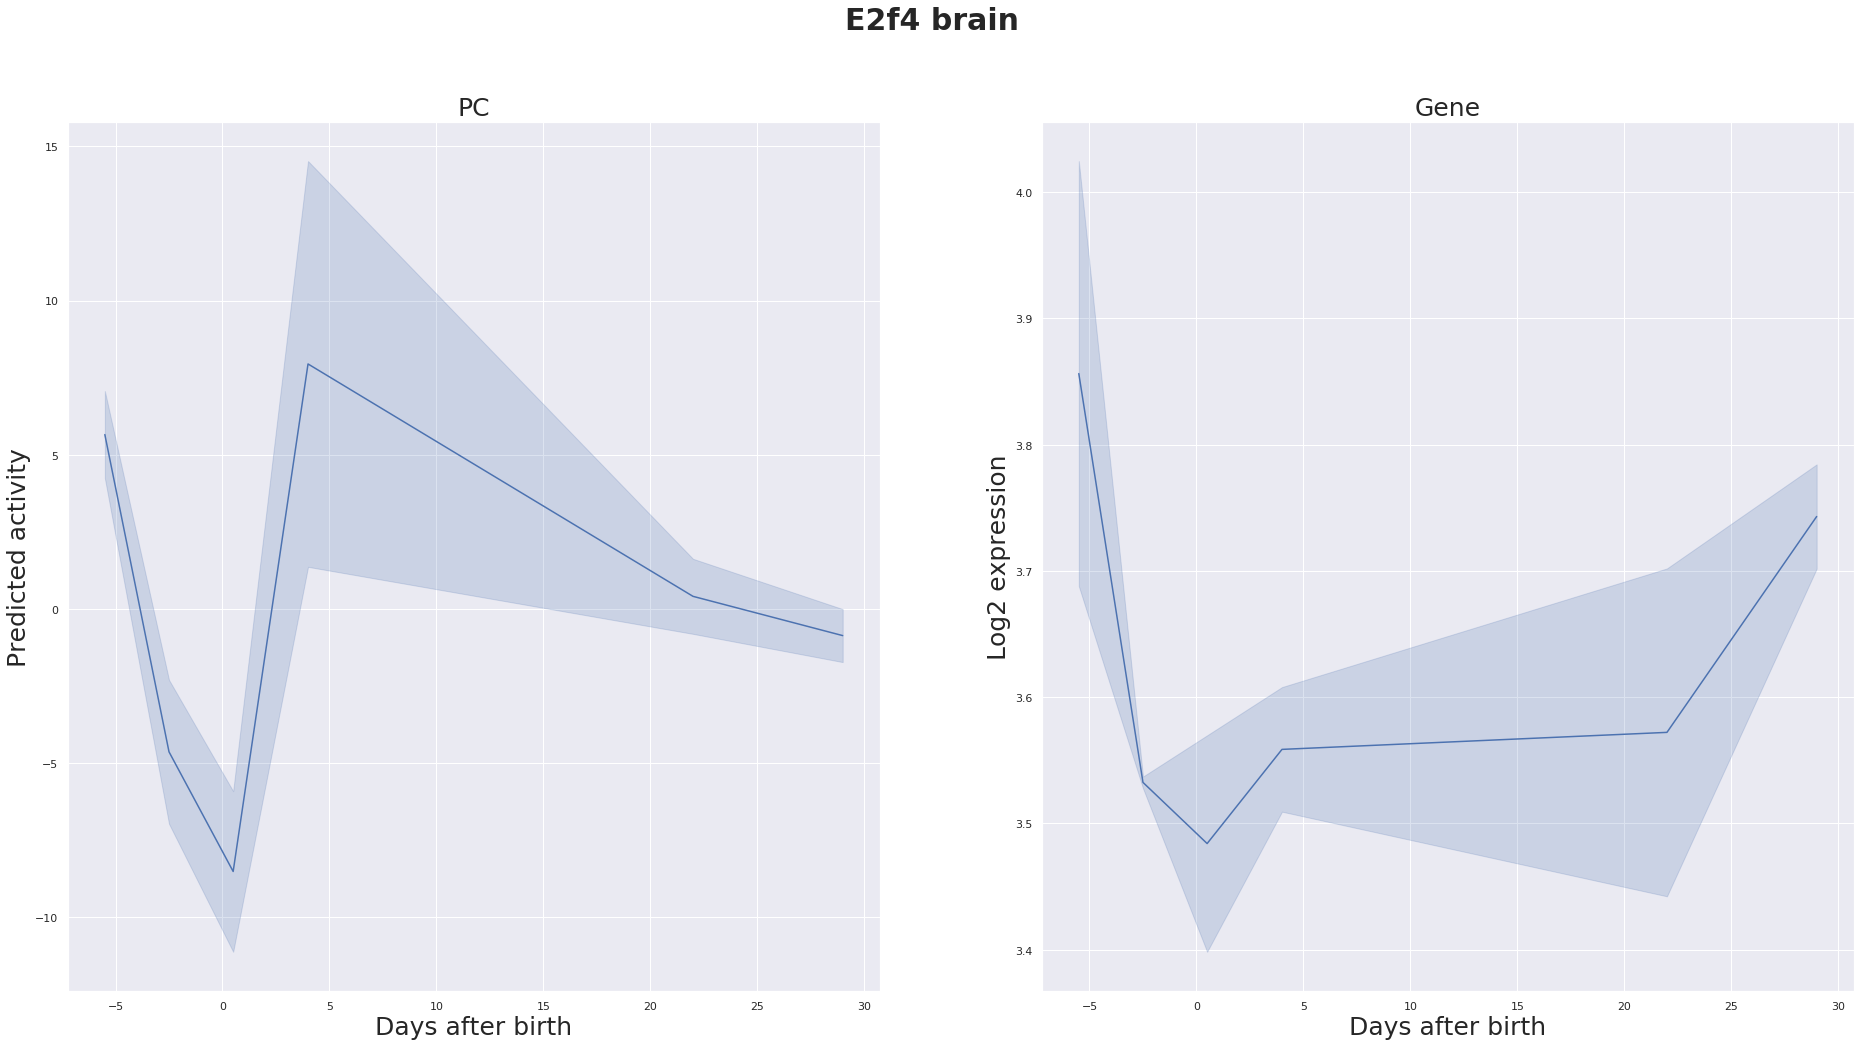 E2f4 brain
PC
Predicted activity
15
10
5
0
−5
−10
−5 0 5 10 15 20 25 30
Days after birth
Gene
Log2 expression
4.0
3.9
3.8
3.7
3.6
3.5
3.4
−5 0 5 10 15 20 25 30
Days after birth